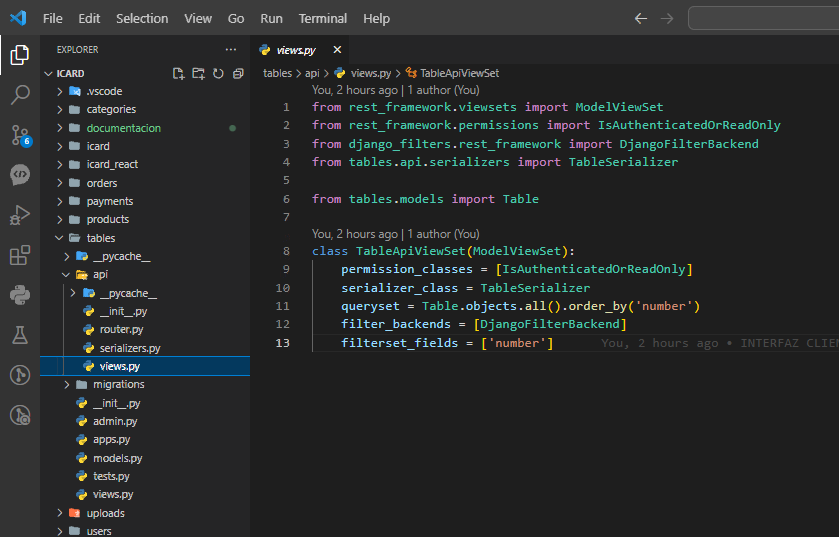 File Edit Selection View Go Run Terminal Help
EXPLORER
ICARD
.vscode
categories
documentacion
icard
icard_react
orders
payments
products
tables
__pycache__
api
__pycache__
__init__.py
router.py
serializers.py
views.py
migrations
__init__.py
admin.py
apps.py
models.py
tests.py
views.py
uploads
users
6
views.py
tables > api > views.py > TableApiViewSet
You, 2 hours ago | 1 author (You)
1 from rest_framework.viewsets import ModelViewSet
2 from rest_framework.permissions import IsAuthenticatedOrReadOnly
3 from django_filters.rest_framework import DjangoFilterBackend
4 from tables.api.serializers import TableSerializer
5
6 from tables.models import Table
7
You, 2 hours ago | 1 author (You)
8 class TableApiViewSet(ModelViewSet):
9 permission_classes = [IsAuthenticatedOrReadOnly]
10 serializer_class = TableSerializer
11 queryset = Table.objects.all().order_by('number')
12 filter_backends = [DjangoFilterBackend]
13 filterset_fields = ['number'] You, 2 hours ago • INTERFAZ CLIEN